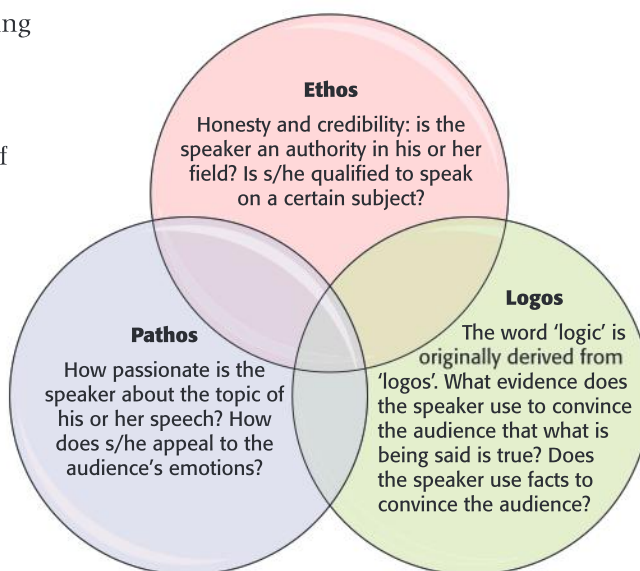 ng
f
Ethos
Honesty and credibility: is the
speaker an authority in his or her
field? Is s/he qualified to speak
on a certain subject?
Pathos
How passionate is the
speaker about the topic of
his or her speech? How
does s/he appeal to the
audience’s emotions?
Logos
The word ‘logic’ is
originally derived from
‘logos’. What evidence does
the speaker use to convince
the audience that what is
being said is true? Does
the speaker use facts to
convince the audience?